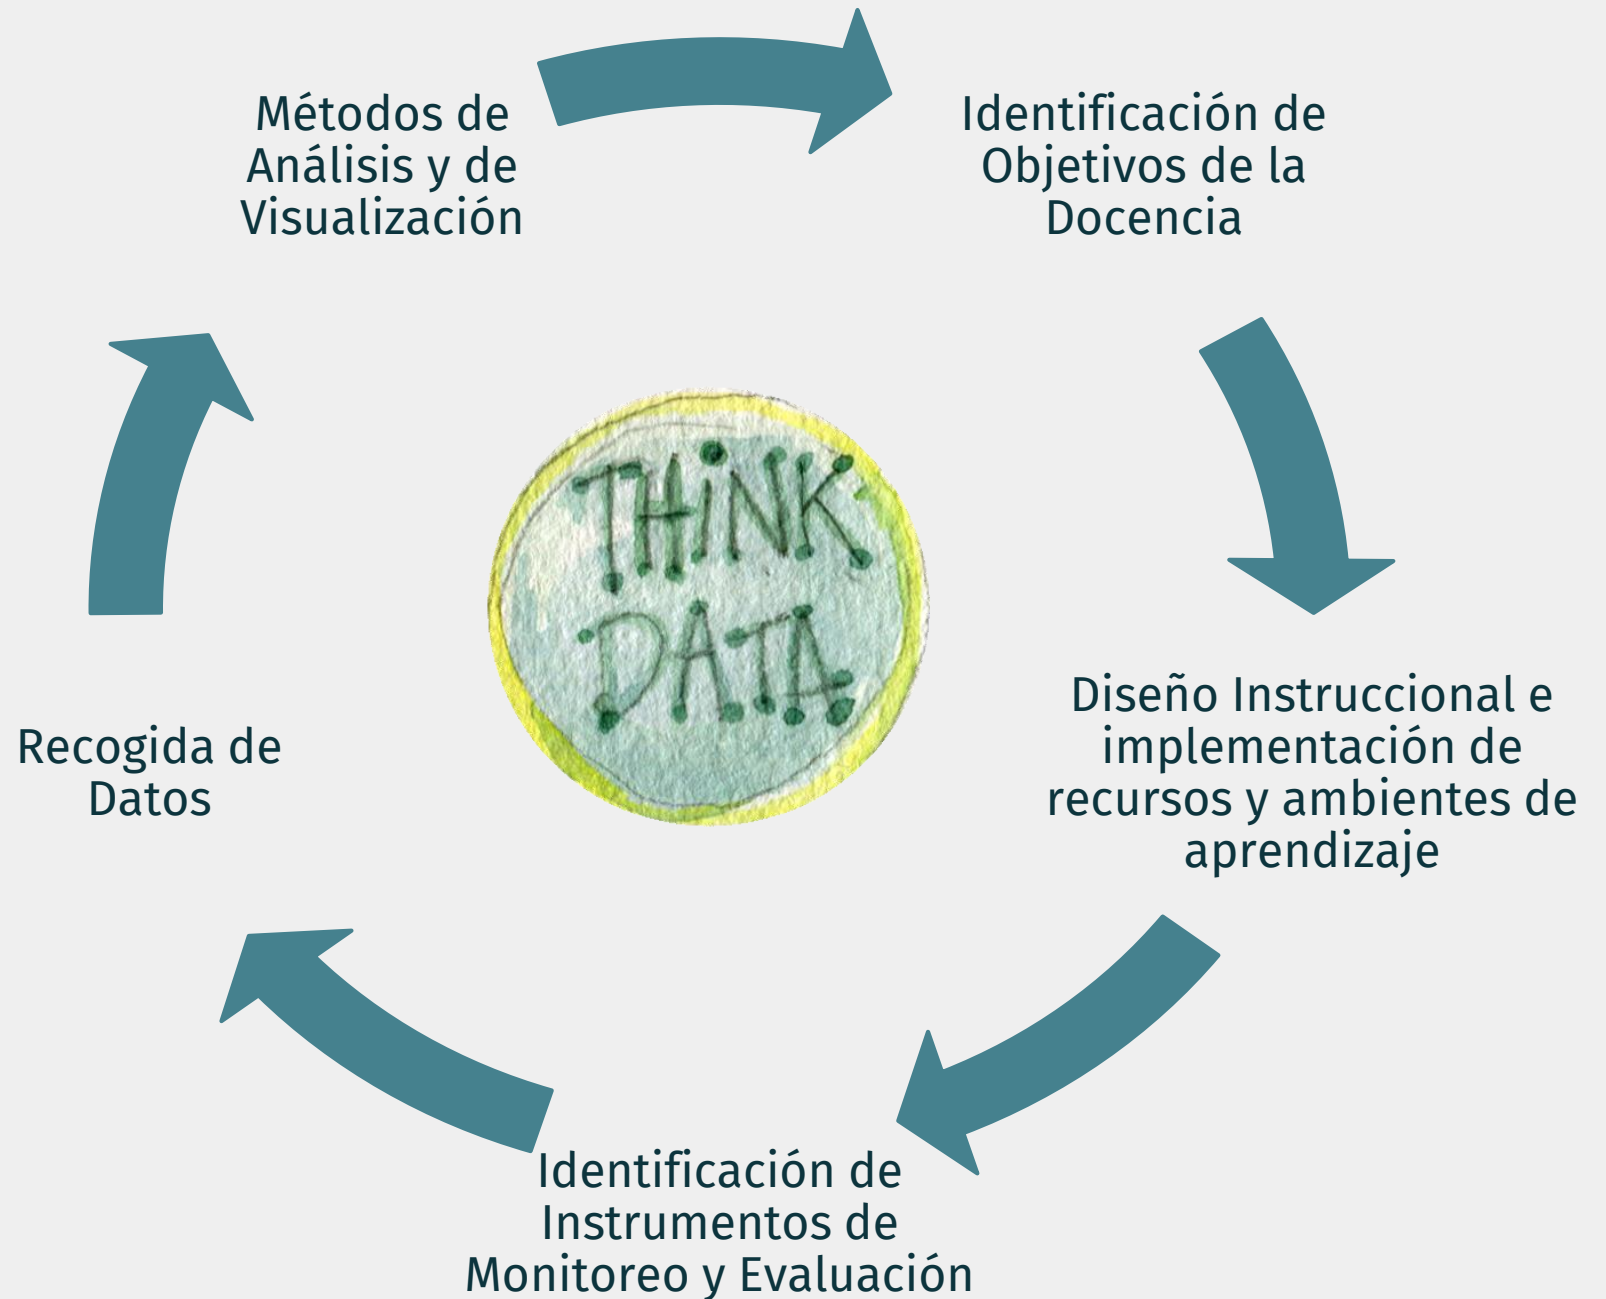 Métodos de
Análisis y de
Visualización
Identificación de
Objetivos de la
Docencia
THiNK
DATA
Diseño Instruccional e
implementación de
recursos y ambientes de
aprendizaje
Recogida de
Datos
Identificación de
Instrumentos de
Monitoreo y Evaluación